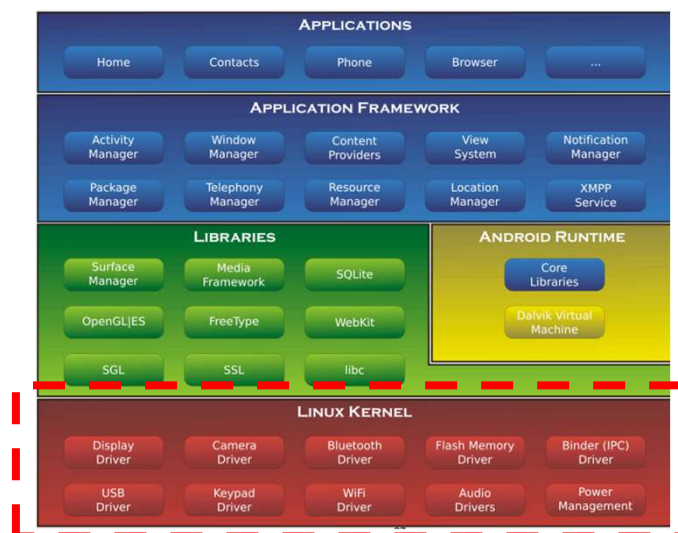 APPLICATIONS
Home Contacts Phone Browser ...
APPLICATION FRAMEWORK
Activity Manager
Window Manager
Content Providers
View System
Notification Manager
Package Manager
Telephony Manager
Resource Manager
Location Manager
XMPP Service
LIBRARIES
Surface Manager
Media Framework
SQLite
OpenGL|ES
FreeType
WebKit
SGL
SSL
libc
ANDROID RUNTIME
Core Libraries
Dalvik Virtual Machine
LINUX KERNEL
Display Driver
Camera Driver
Bluetooth Driver
Flash Memory Driver
Binder (IPC) Driver
USB Driver
Keypad Driver
WiFi Driver
Audio Drivers
Power Management